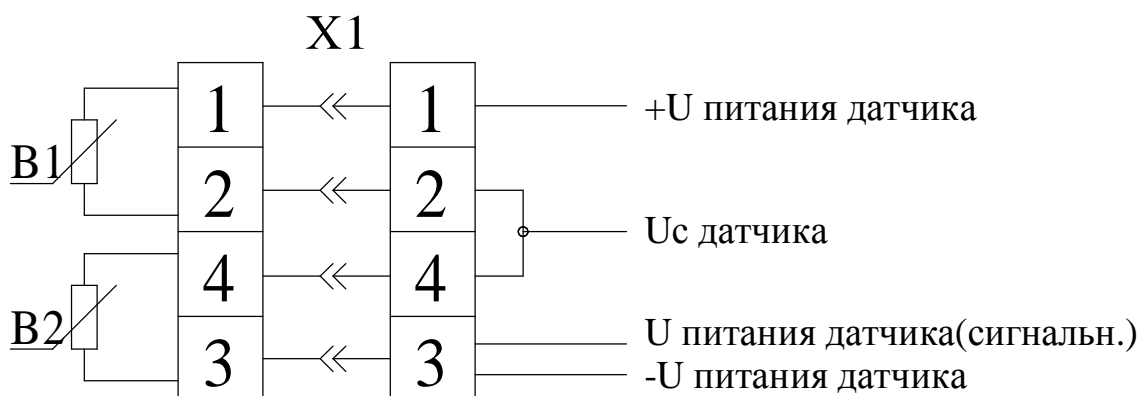 X1
1 1 +U питания датчика
B1
2 2
Uc датчика
4 4
B2
U питания датчика(сигнальн.)
3 3
-U питания датчика